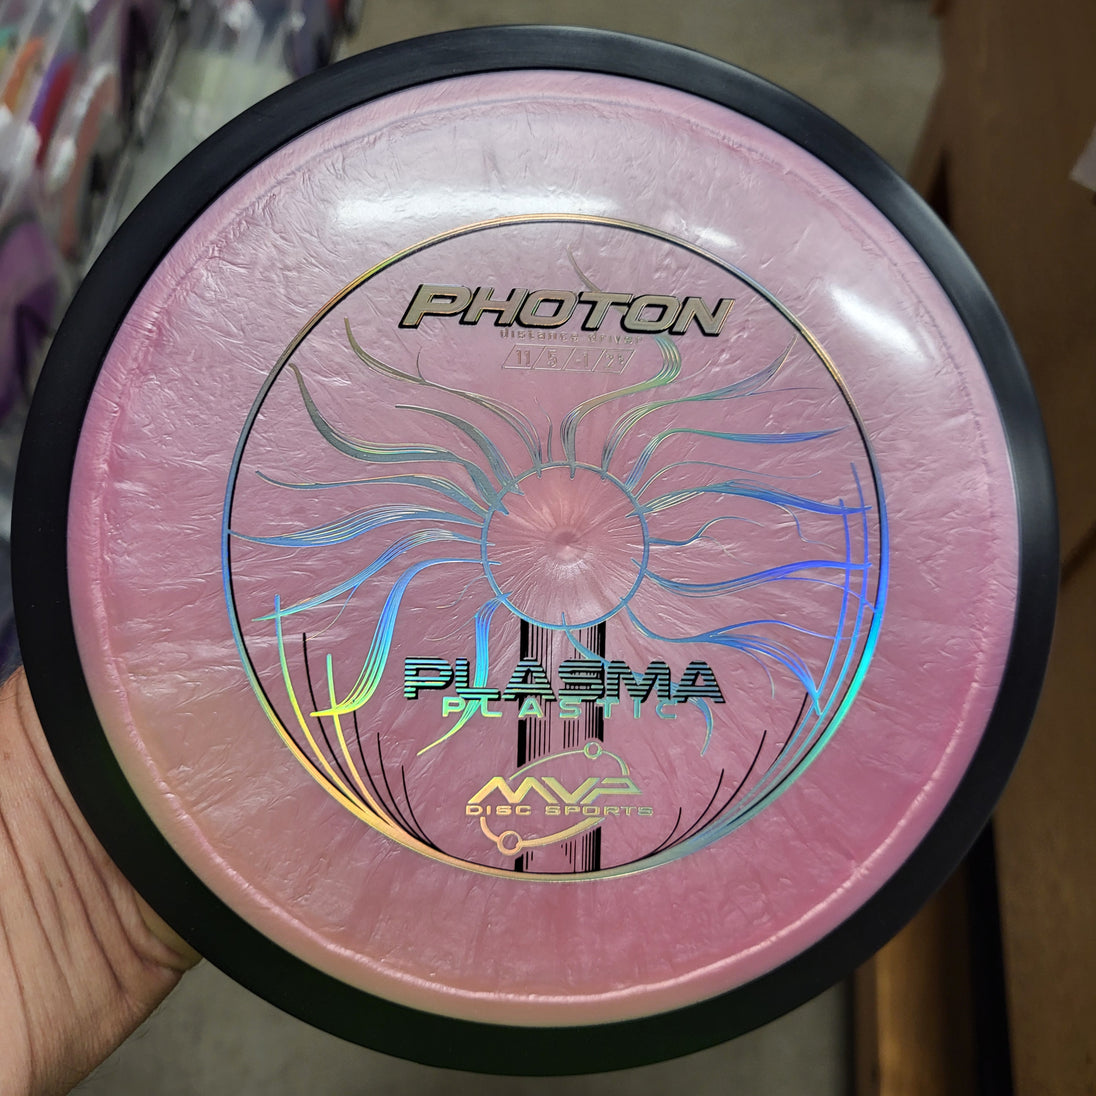 PHOTON
distance driver
11 / 5 / -1 / 2.5
PLASMA
PLASTIC
MVP
DISC SPORTS